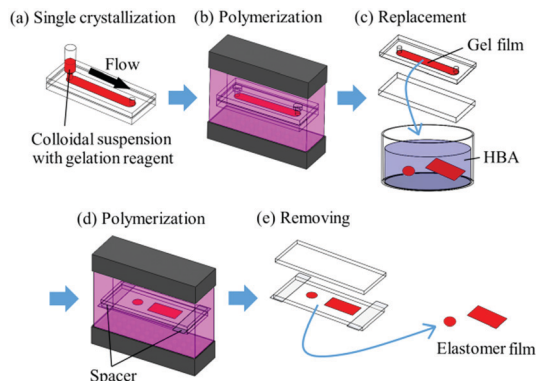 (a) Single crystallization
(b) Polymerization
(c) Replacement
Flow
Gel film
Colloidal suspension
with gelation reagent
HBA
(d) Polymerization
(e) Removing
Spacer
Elastomer film